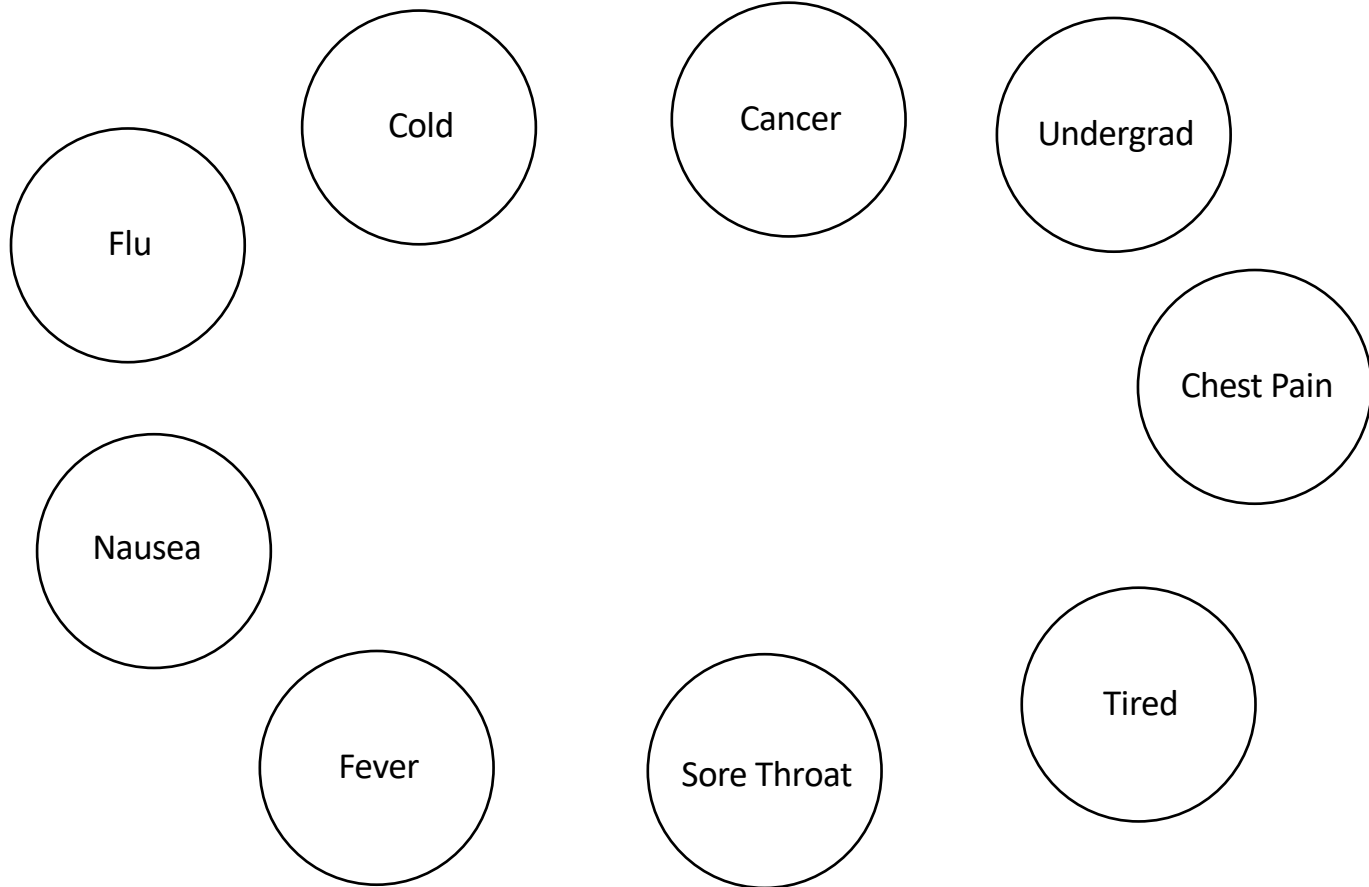 Cold
Cancer
Undergrad
Flu
Chest Pain
Nausea
Tired
Fever
Sore Throat